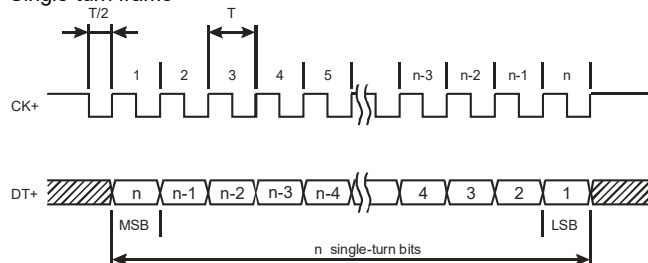 Single-turn frame
T/2 T
1 2 3 4 5 n-3 n-2 n-1 n
CK+
DT+ n n-1 n-2 n-3 n-4 4 3 2 1
MSB LSB
n single-turn bits